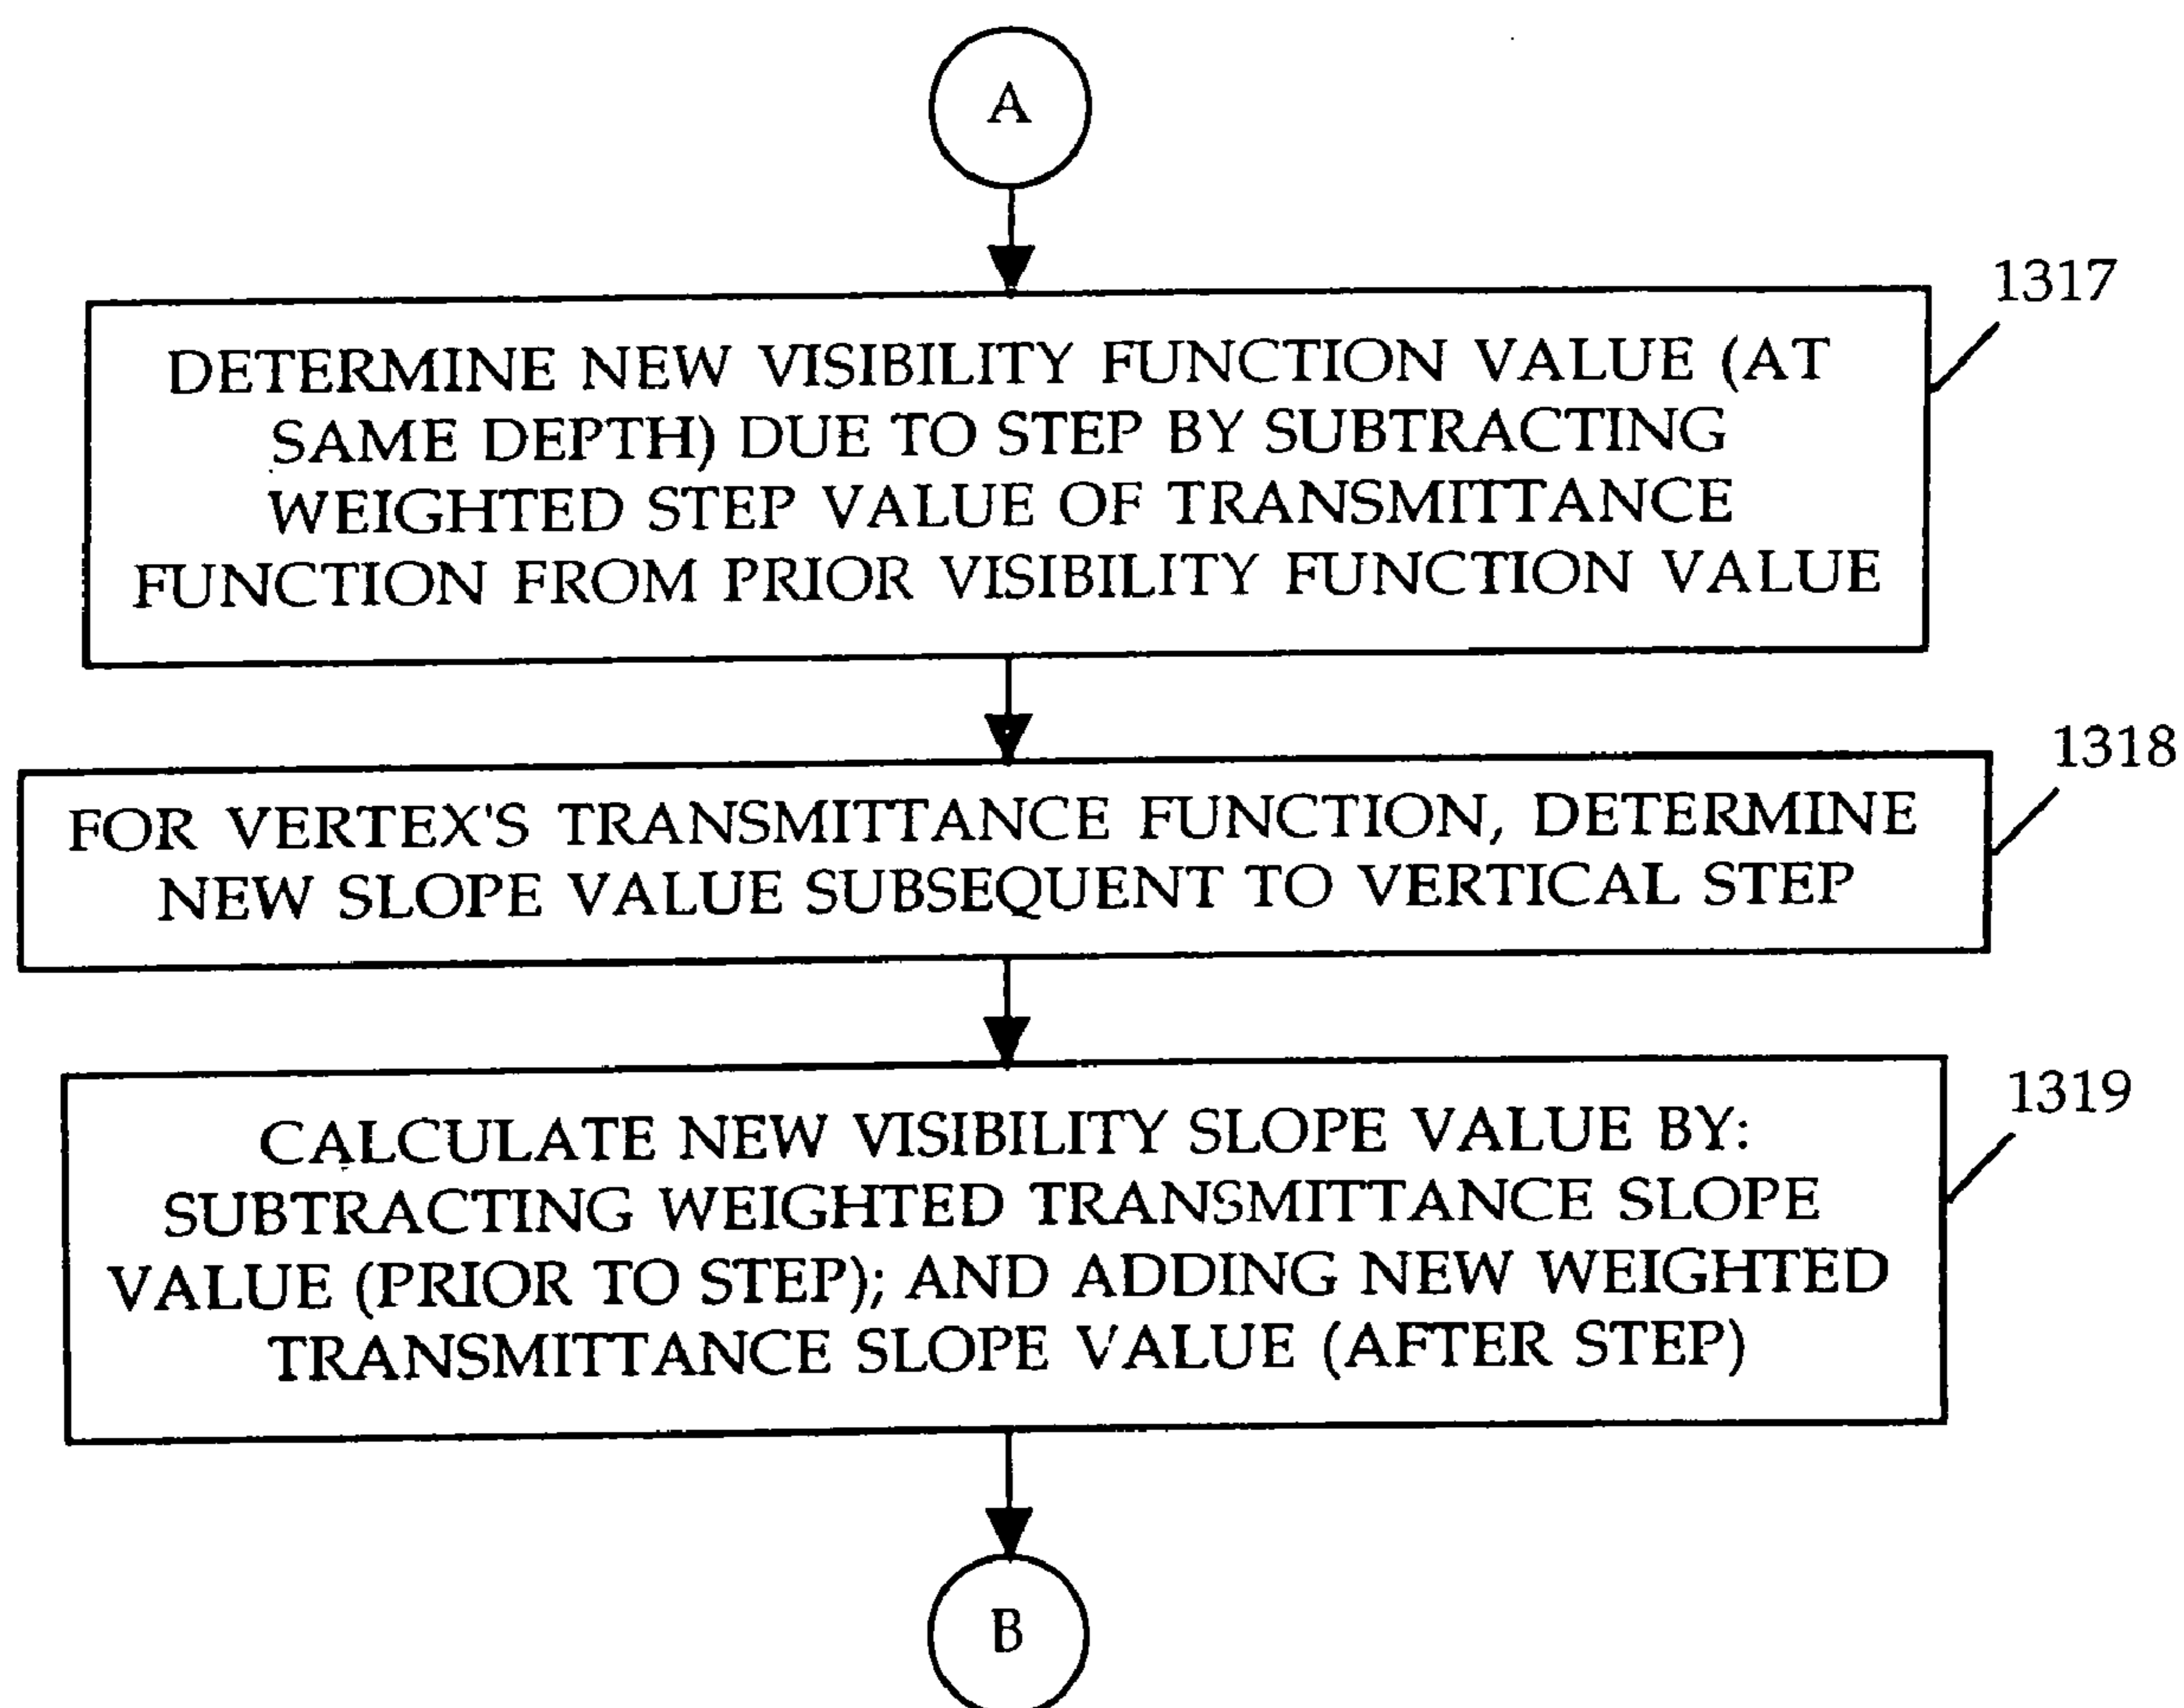 A
1317
DETERMINE NEW VISIBILITY FUNCTION VALUE (AT
SAME DEPTH) DUE TO STEP BY SUBTRACTING
WEIGHTED STEP VALUE OF TRANSMITTANCE
FUNCTION FROM PRIOR VISIBILITY FUNCTION VALUE
1318
FOR VERTEX'S TRANSMITTANCE FUNCTION, DETERMINE
NEW SLOPE VALUE SUBSEQUENT TO VERTICAL STEP
1319
CALCULATE NEW VISIBILITY SLOPE VALUE BY:
SUBTRACTING WEIGHTED TRANSMITTANCE SLOPE
VALUE (PRIOR TO STEP); AND ADDING NEW WEIGHTED
TRANSMITTANCE SLOPE VALUE (AFTER STEP)
B